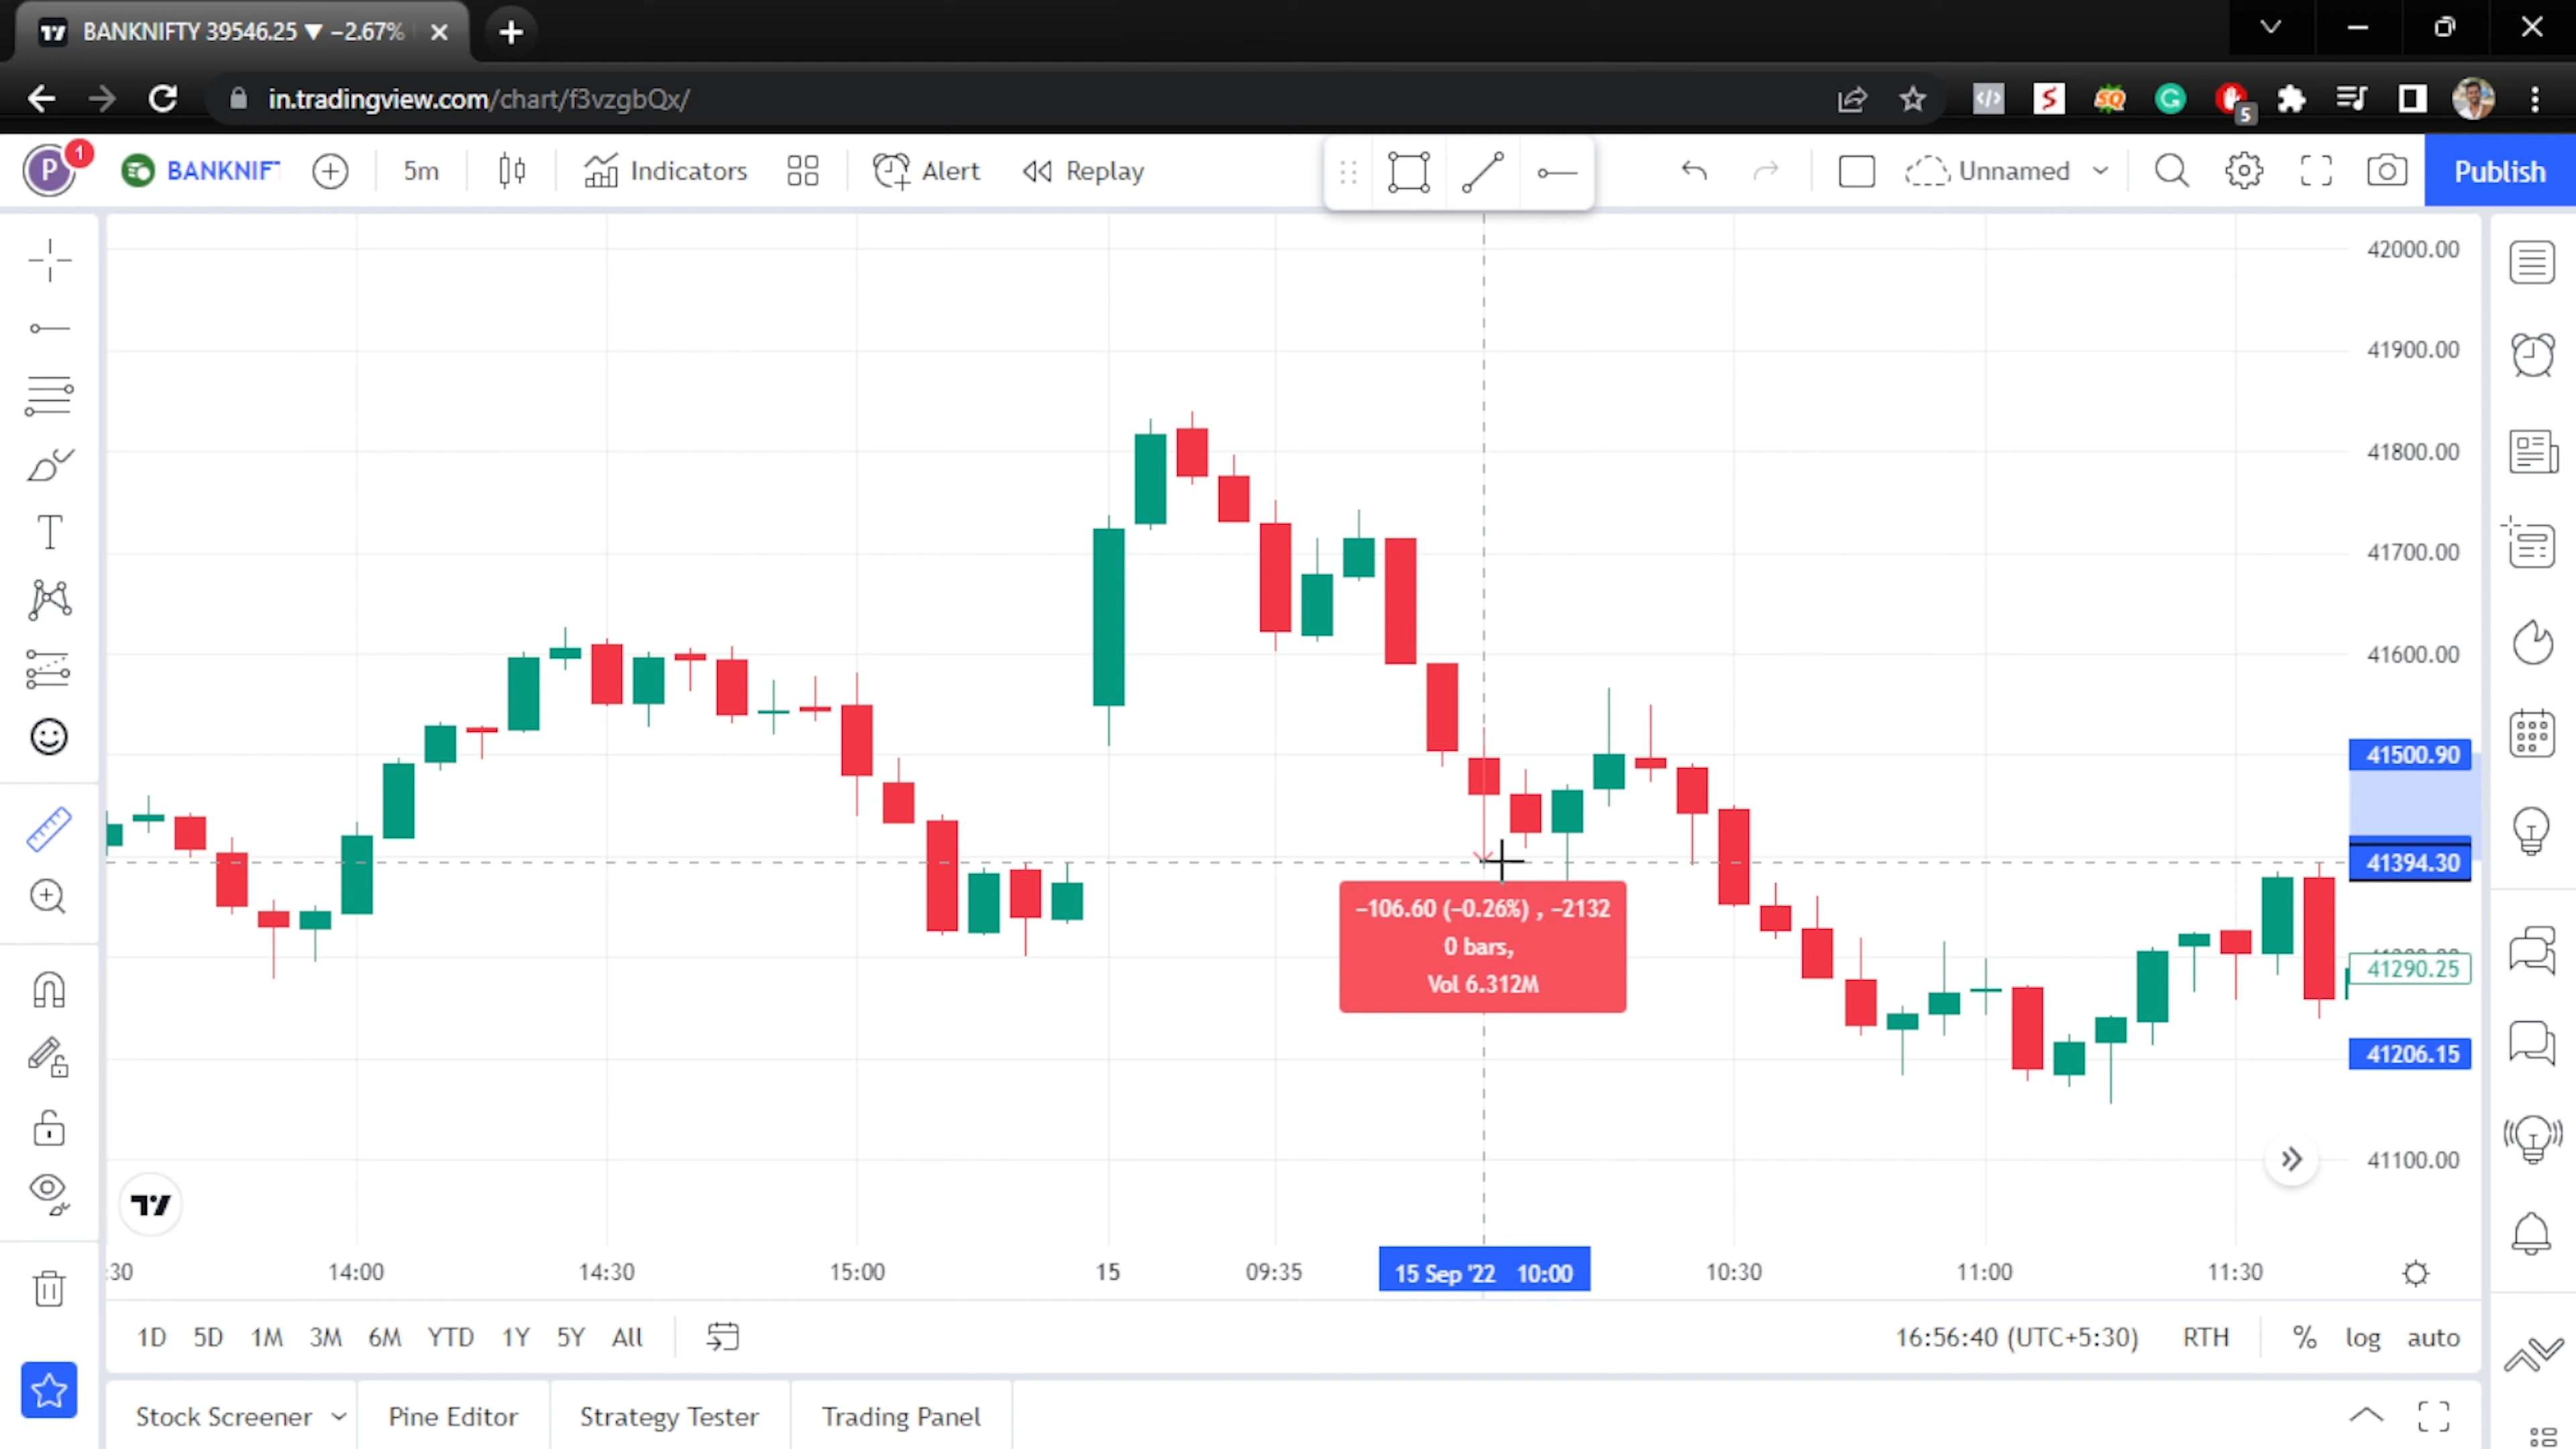 BANKNIFTY 39546.25 ▼ −2.67%
in.tradingview.com/chart/f3vzgbQx/
5
P 1 BANKNIFT 5m Indicators Alert Replay Unnamed Publish
42000.00
41900.00
41800.00
41700.00
41600.00
41500.90
41394.30
41290.25
41206.15
41100.00
−106.60 (−0.26%) , −2132
0 bars,
Vol 6.312M
:30 14:00 14:30 15:00 15 09:35 15 Sep '22 10:00 10:30 11:00 11:30
1D 5D 1M 3M 6M YTD 1Y 5Y All 16:56:40 (UTC+5:30) RTH % log auto
Stock Screener Pine Editor Strategy Tester Trading Panel